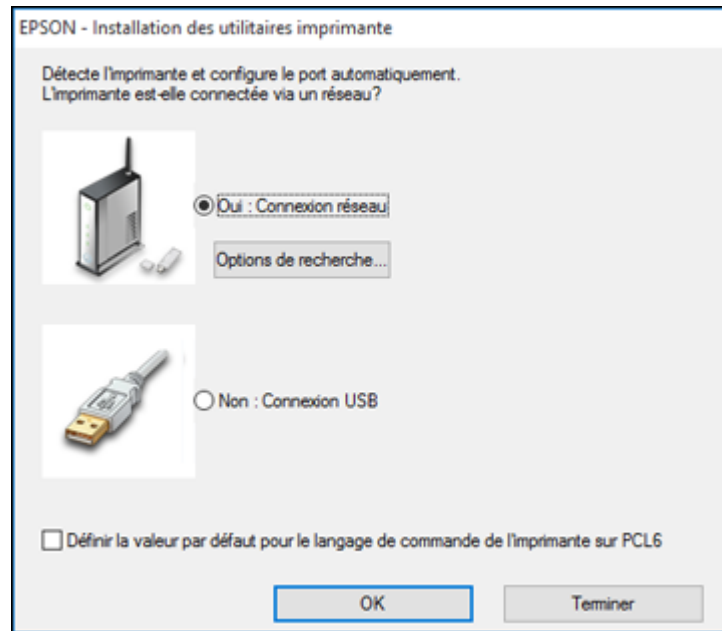 EPSON - Installation des utilitaires imprimante
Détecte l'imprimante et configure le port automatiquement.
L'imprimante est-elle connectée via un réseau?
Oui : Connexion réseau
Options de recherche...
Non : Connexion USB
Définir la valeur par défaut pour le langage de commande de l'imprimante sur PCL6
OK
Terminer